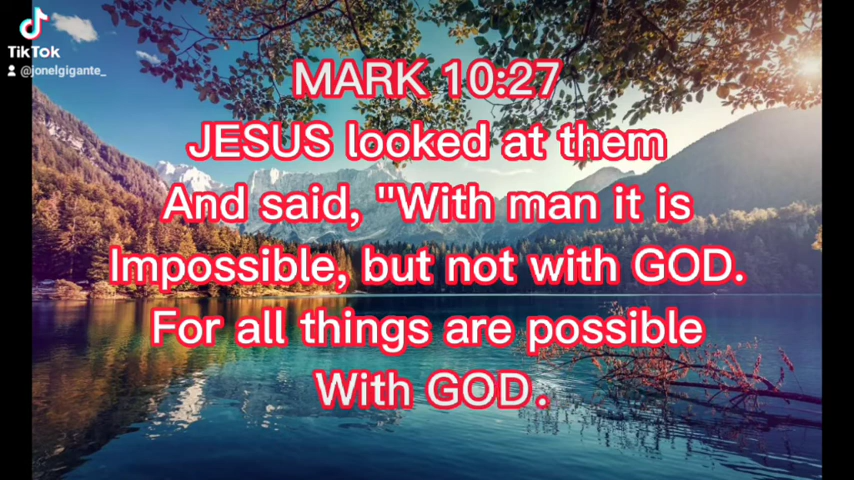 TikTok
@jonelgigante_
MARK 10:27
JESUS looked at them
And said, "With man it is
Impossible, but not with GOD.
For all things are possible
With GOD.